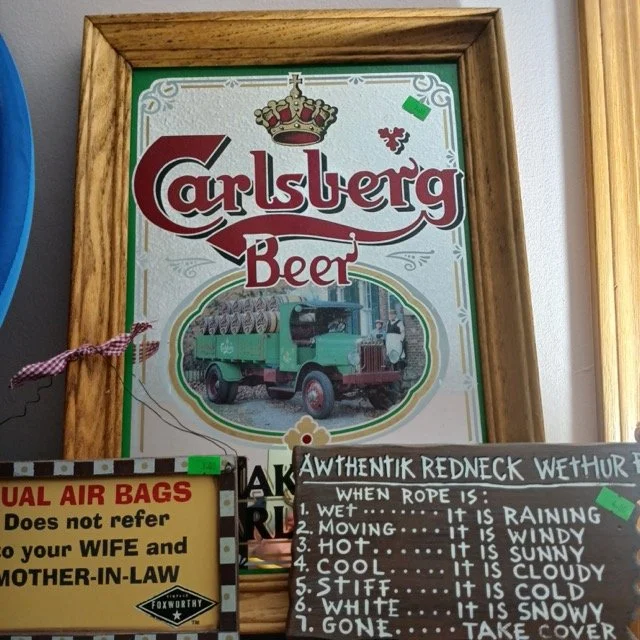 Carlsberg
Beer
UAL AIR BAGS
Does not refer
to your WIFE and
MOTHER-IN-LAW
FOXWORTHY
AWTHENTIK REDNECK WETHUR
WHEN ROPE IS:
1. WET........IT IS RAINING
2. MOVING.....IT IS WINDY
3. HOT........IT IS SUNNY
4. COOL.......IT IS CLOUDY
5. STIFF......IT IS COLD
6. WHITE......IT IS SNOWY
7. GONE.....TAKE COVER